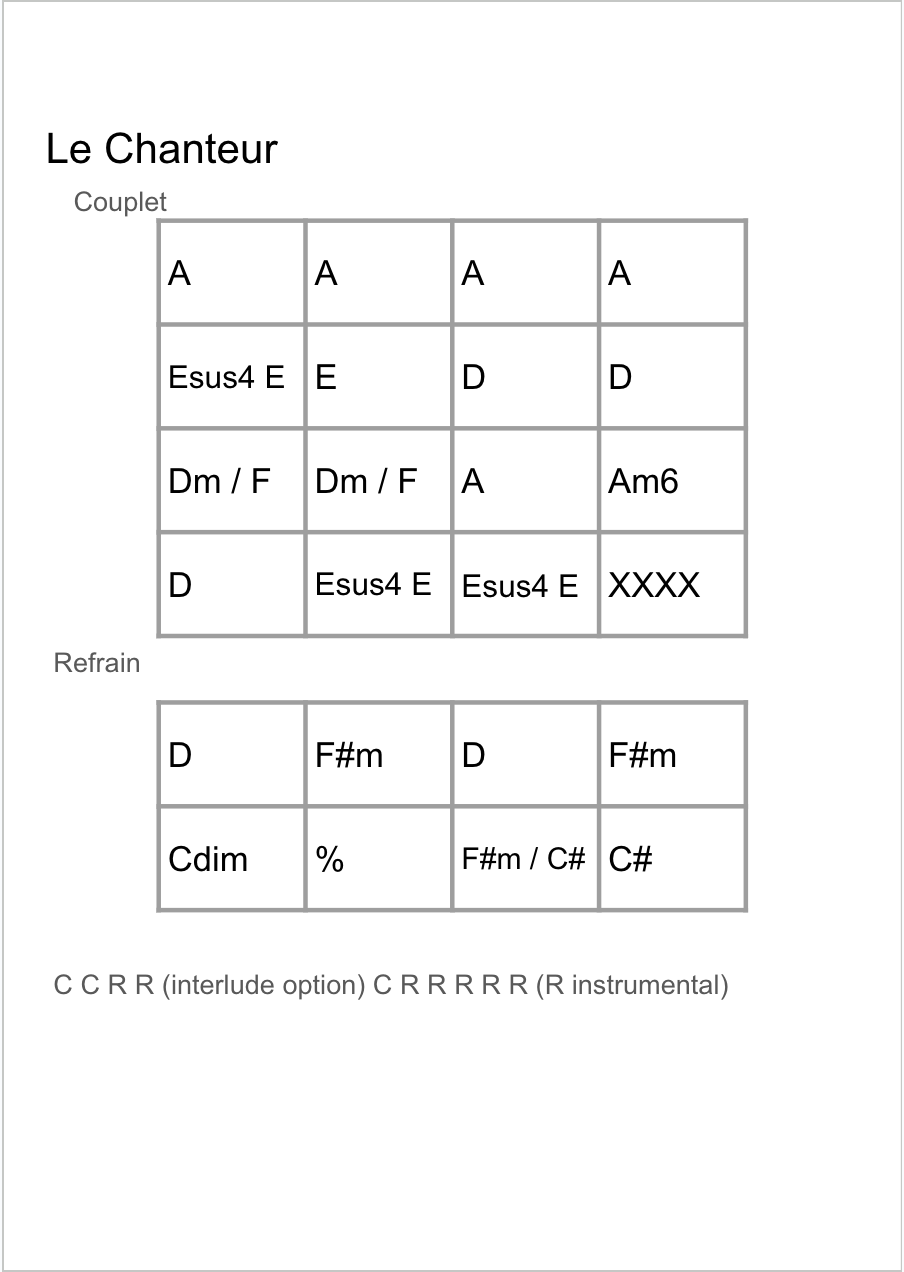 Le Chanteur
Couplet
A A A A
Esus4 E E D D
Dm / F Dm / F A Am6
D Esus4 E Esus4 E XXXX
Refrain
D F#m D F#m
Cdim % F#m / C# C#
C C R R (interlude option) C R R R R R (R instrumental)